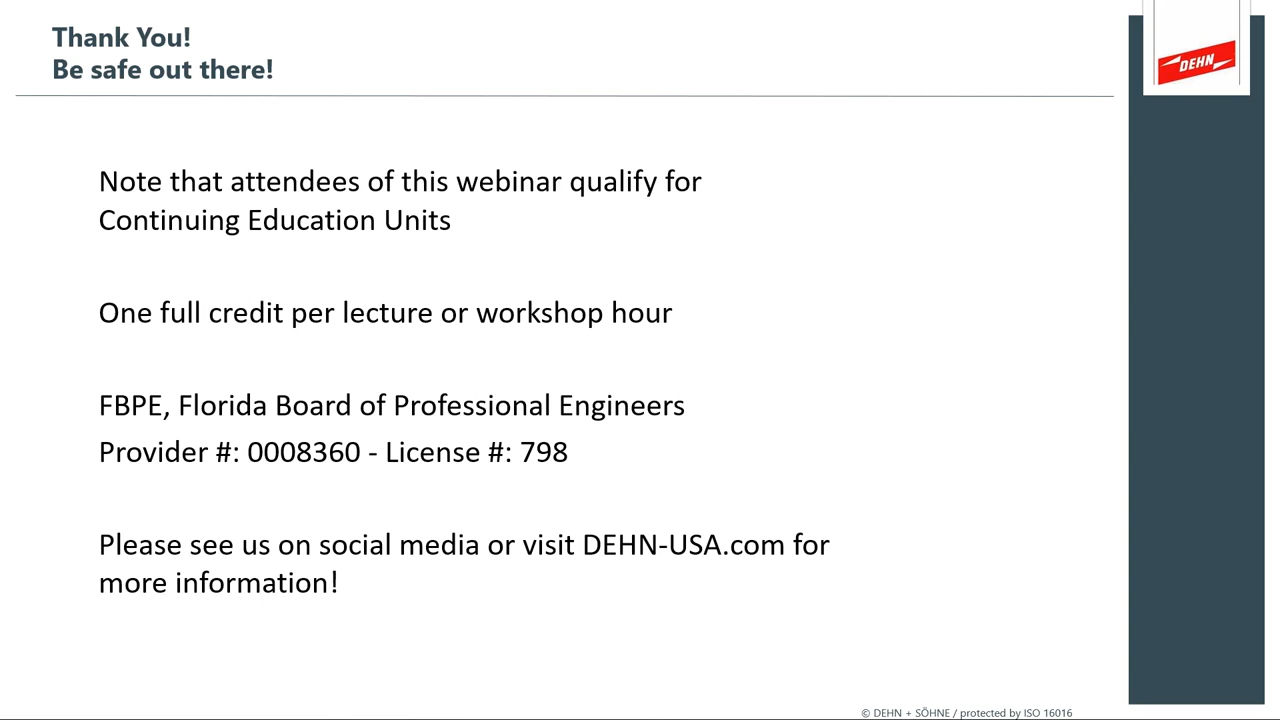 Thank You!
Be safe out there!
DEHN
Note that attendees of this webinar qualify for
Continuing Education Units
One full credit per lecture or workshop hour
FBPE, Florida Board of Professional Engineers
Provider #: 0008360 - License #: 798
Please see us on social media or visit DEHN-USA.com for
more information!
© DEHN + SÖHNE / protected by ISO 16016